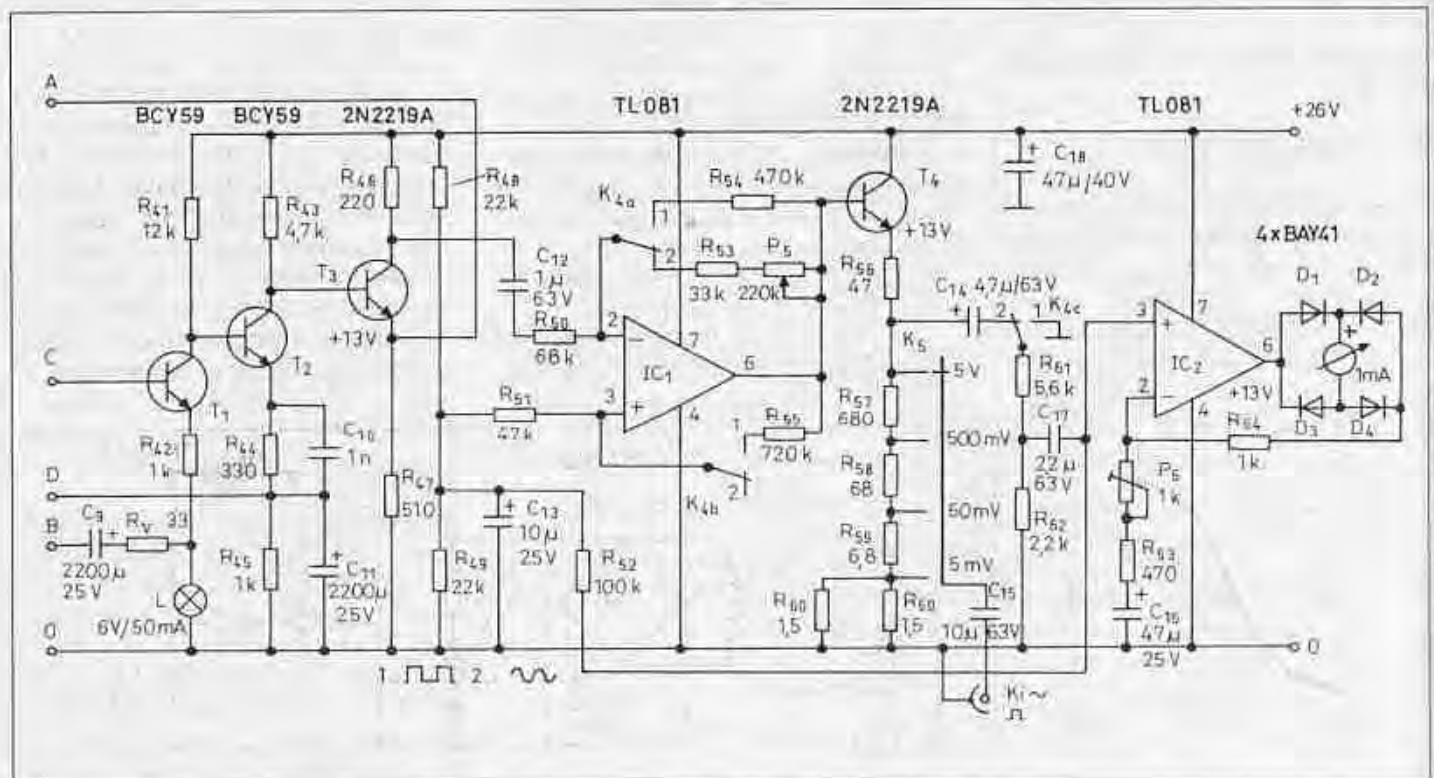 A
BCY59 BCY59 2N2219A TL081 2N2219A TL081
+26V
R41
12k
R43
4,7k
R46
220
R48
22k
C12
1µ
63V
R50
68k
K4a
1
2
R54 470k
R53
33k
P5
220k
T4
+13V
R56
47
C18
47µ/40V
4xBAY41
D1 D2
D3 D4
1mA
C
T1
T2
T3
+13V
R42
1k
R44
330
C10
1n
R47
510
R51
47k
2
3
7
IC1
6
4
1
R55
720k
K4b
2
C14 4,7µ/63V
2 1 K4c
K5
5V
R57
680
500mV
R58
68
50mV
R59
6,8
5mV
R60
1,5
R60
1,5
C15
10µ 63V
R61
5,6k
C17
22µ
63V
R62
2,2k
3
2
7
IC2
6
4
+13V
R64
1k
P6
1k
R63
470
C16
47µ
25V
D
B
C9
2200µ
25V
Rv 33
L
6V/50mA
R45
1k
C11
2200µ
25V
R49
22k
C13
10µ
25V
R52
100k
0
0
1 2
Ki